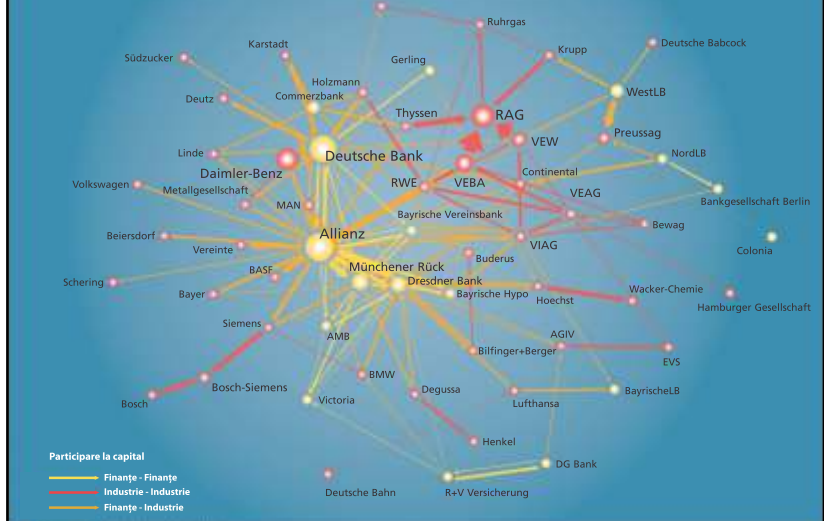 Ruhrgas
Karstadt
Krupp
Deutsche Babcock
Südzucker
Gerling
Holzmann
Deutz
Commerzbank
WestLB
Thyssen
RAG
Preussag
VEW
Linde
Deutsche Bank
NordLB
Daimler-Benz
Continental
Volkswagen
RWE
VEBA
Metallgesellschaft
VEAG
Bankgesellschaft Berlin
MAN
Bayrische Vereinsbank
Bewag
Beiersdorf
Allianz
Vereinte
VIAG
Colonia
Buderus
BASF
Münchener Rück
Schering
Dresdner Bank
Wacker-Chemie
Bayer
Bayrische Hypo
Hoechst
Hamburger Gesellschaft
Siemens
AMB
AGIV
Bilfinger+Berger
EVS
BMW
Bosch-Siemens
Degussa
BayrischeLB
Bosch
Victoria
Lufthansa
Henkel
Participare la capital
DG Bank
Finanțe - Finanțe
Industrie - Industrie
Deutsche Bahn
R+V Versicherung
Finanțe - Industrie